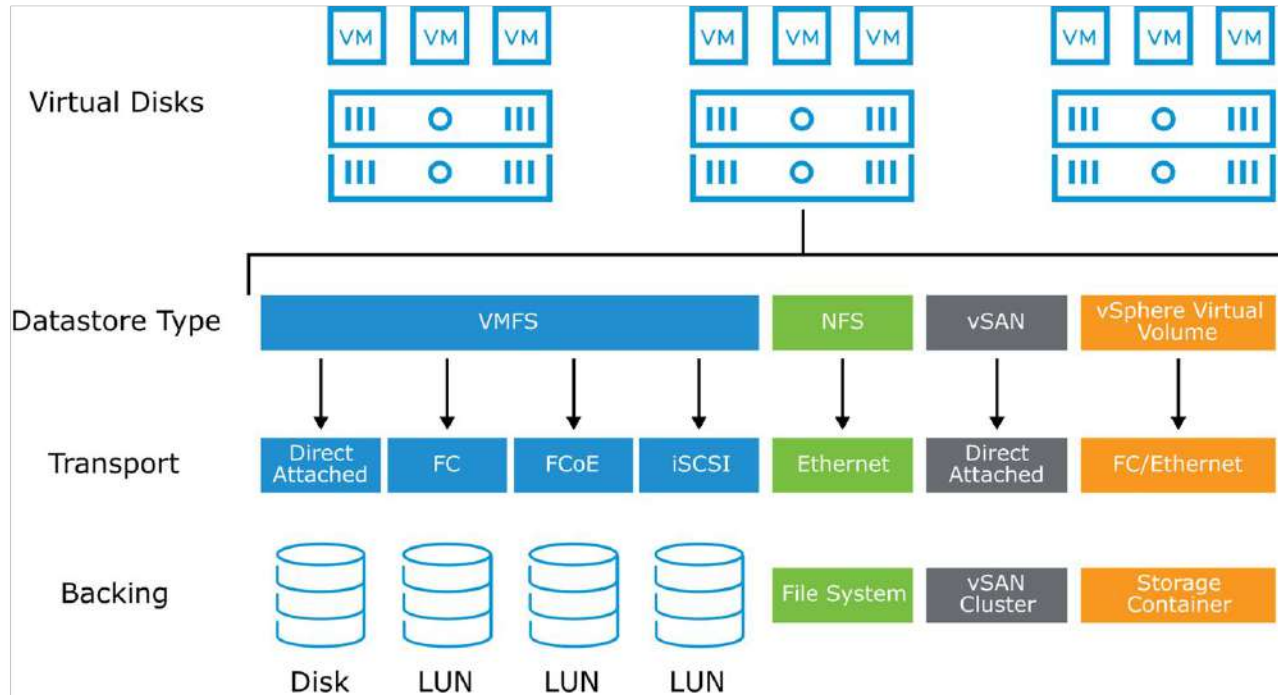 VM VM VM VM VM VM VM VM VM
Virtual Disks
Datastore Type
VMFS
NFS
vSAN
vSphere Virtual
Volume
Transport
Direct
Attached
FC
FCoE
iSCSI
Ethernet
Direct
Attached
FC/Ethernet
Backing
File System
vSAN
Cluster
Storage
Container
Disk LUN LUN LUN